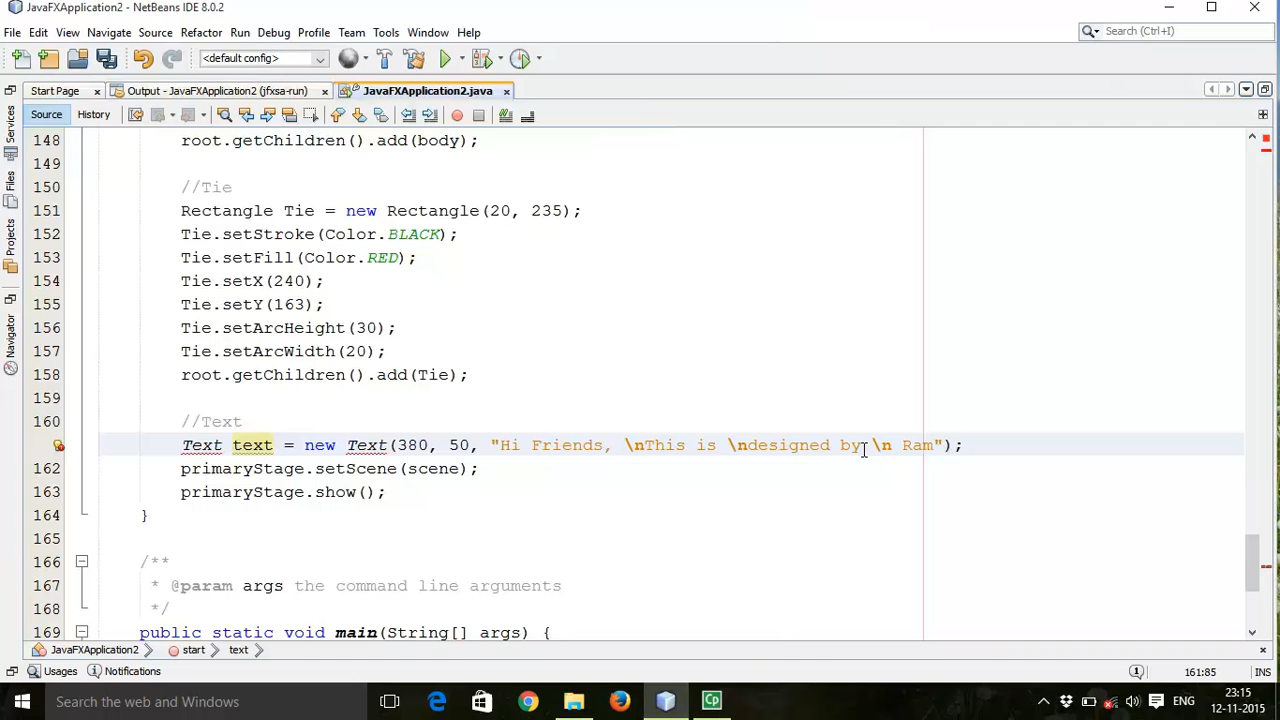 JavaFXApplication2 - NetBeans IDE 8.0.2
File Edit View Navigate Source Refactor Run Debug Profile Team Tools Window Help
Search (Ctrl+I)
<default config>
Start Page Output - JavaFXApplication2 (jfxsa-run) JavaFXApplication2.java
Source History
Services
Files
Projects
Navigator
148 root.getChildren().add(body);
149
150 //Tie
151 Rectangle Tie = new Rectangle(20, 235);
152 Tie.setStroke(Color.BLACK);
153 Tie.setFill(Color.RED);
154 Tie.setX(240);
155 Tie.setY(163);
156 Tie.setArcHeight(30);
157 Tie.setArcWidth(20);
158 root.getChildren().add(Tie);
159
160 //Text
Text text = new Text(380, 50, "Hi Friends, \nThis is \ndesigned by \n Ram");
162 primaryStage.setScene(scene);
163 primaryStage.show();
164 }
165
166 /**
167 * @param args the command line arguments
168 */
169 public static void main(String[] args) {
JavaFXApplication2 start text
Usages Notifications 161:85 INS
Search the web and Windows
Cp
ENG
23:15
12-11-2015